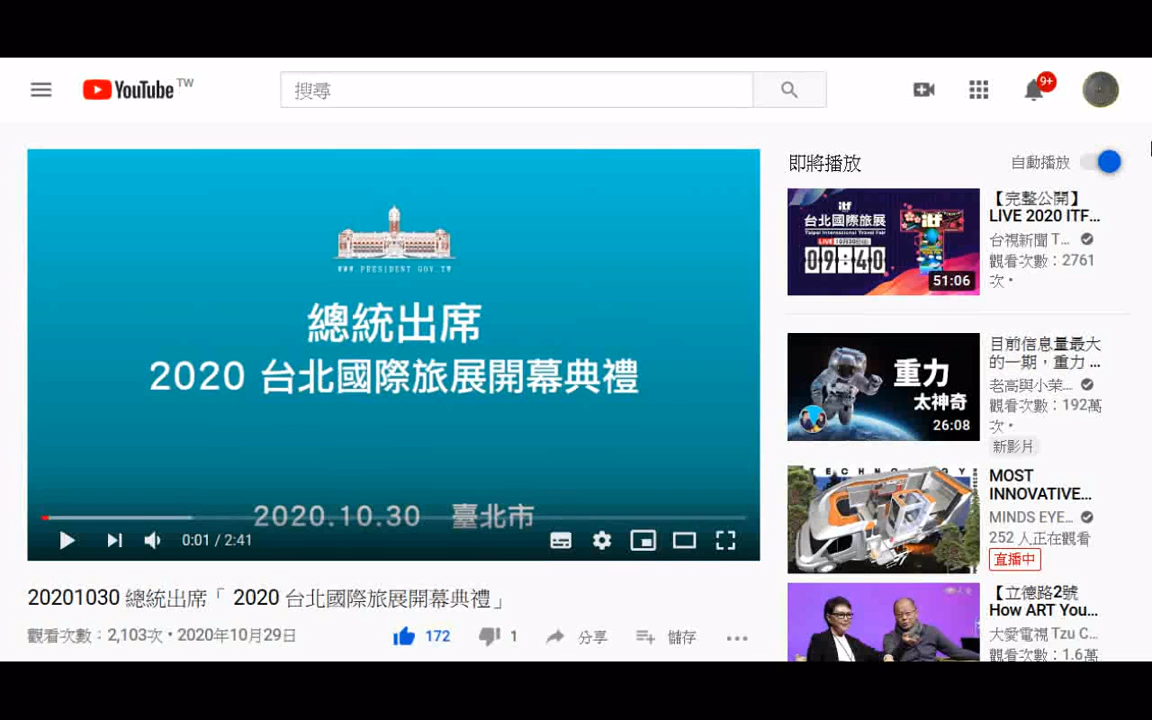 YouTube TW
搜尋
9+
WWW.PRESIDENT.GOV.TW
總統出席
2020 台北國際旅展開幕典禮
2020.10.30 臺北市
0:01 / 2:41
20201030 總統出席「 2020 台北國際旅展開幕典禮」
觀看次數：2,103次 • 2020年10月29日
172
1
分享
儲存
即將播放
自動播放
itf
台北國際旅展
Taipei International Travel Fair
LIVE
09:40
itf
51:06
【完整公開】
LIVE 2020 ITF...
台視新聞 T...
觀看次數：2761
次 •
重力
太神奇
26:08
目前信息量最大
的一期，重力 ...
老高與小茉...
觀看次數：192萬
次 •
新影片
TECHNOLOGY
MOST
INNOVATIVE...
MINDS EYE...
252 人正在觀看
直播中
【立德路2號
How ART You...
大愛電視 Tzu C...
觀看次數：1.6萬